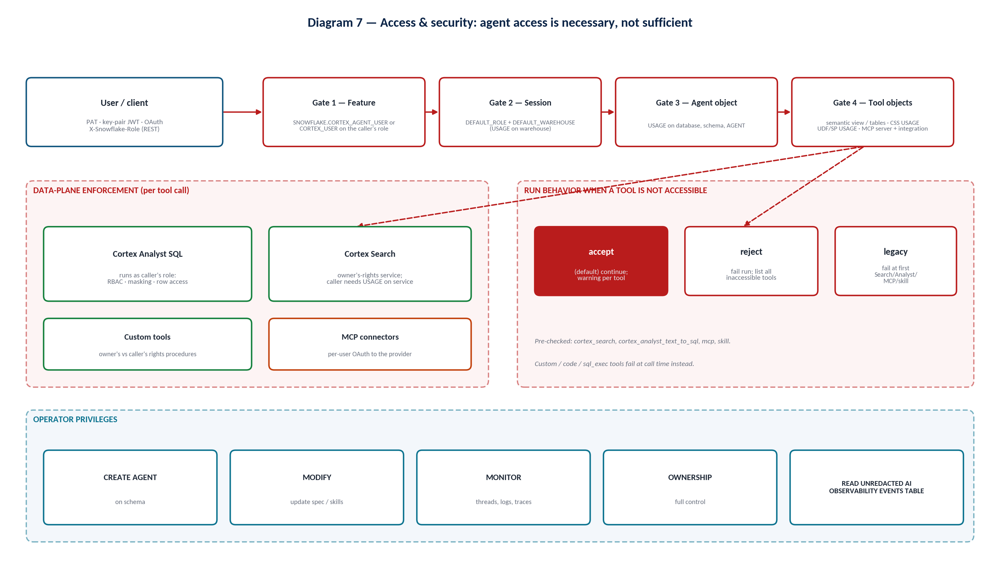 Diagram 7 — Access & security: agent access is necessary, not sufficient
User / client
PAT · key-pair JWT · OAuth
X-Snowflake-Role (REST)
Gate 1 — Feature
SNOWFLAKE.CORTEX_AGENT_USER or
CORTEX_USER on the caller's role
Gate 2 — Session
DEFAULT_ROLE + DEFAULT_WAREHOUSE
(USAGE on warehouse)
Gate 3 — Agent object
USAGE on database, schema, AGENT
Gate 4 — Tool objects
semantic view / tables · CSS USAGE
UDF/SP USAGE · MCP server + integration
DATA-PLANE ENFORCEMENT (per tool call)
Cortex Analyst SQL
runs as caller's role:
RBAC · masking · row access
Cortex Search
owner's-rights service;
caller needs USAGE on service
Custom tools
owner's vs caller's rights procedures
MCP connectors
per-user OAuth to the provider
RUN BEHAVIOR WHEN A TOOL IS NOT ACCESSIBLE
accept
(default) continue;
warning per tool
reject
fail run; list all
inaccessible tools
legacy
fail at first
Search/Analyst/
MCP/skill
Pre-checked: cortex_search, cortex_analyst_text_to_sql, mcp, skill.
Custom / code / sql_exec tools fail at call time instead.
OPERATOR PRIVILEGES
CREATE AGENT
on schema
MODIFY
update spec / skills
MONITOR
threads, logs, traces
OWNERSHIP
full control
READ UNREDACTED AI
OBSERVABILITY EVENTS TABLE